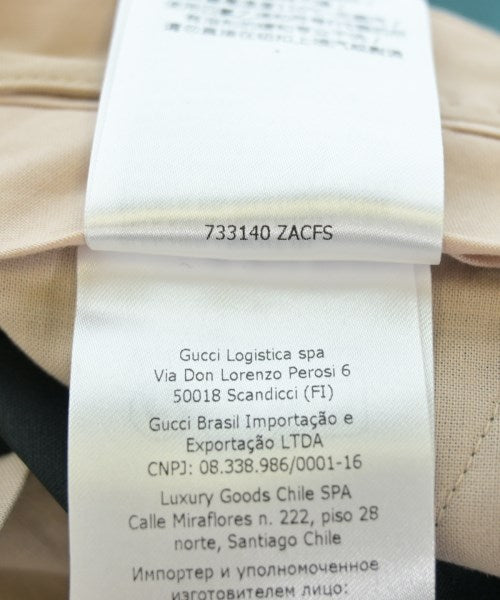 733140 ZACFS
Gucci Logistica spa
Via Don Lorenzo Perosi 6
50018 Scandicci (FI)
Gucci Brasil Importação e
Exportação LTDA
CNPJ: 08.338.986/0001-16
Luxury Goods Chile SPA
Calle Miraflores n. 222, piso 28
norte, Santiago Chile
Импортер и уполномоченное
изготовителем лицо: